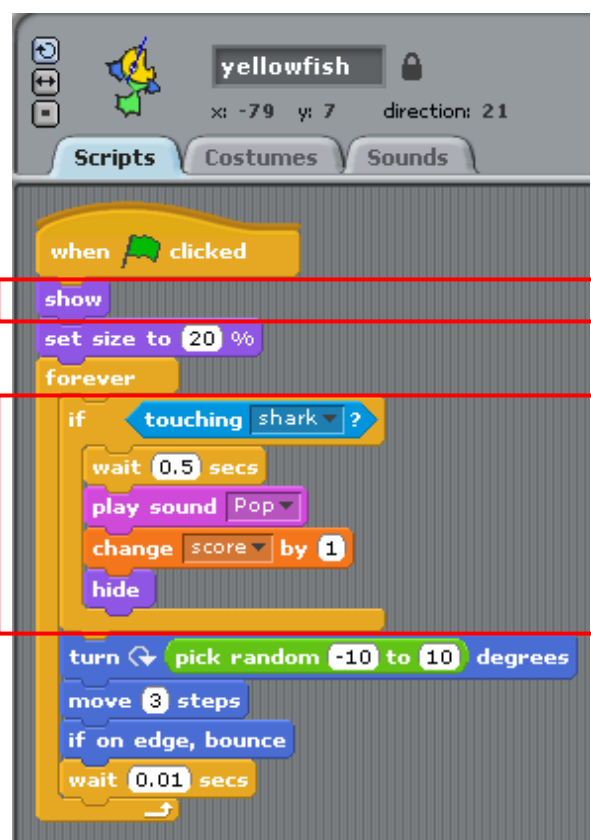 yellowfish
x: -79 y: 7 direction: 21
Scripts Costumes Sounds
when clicked
show
set size to 20 %
forever
if touching shark ?
wait 0.5 secs
play sound Pop
change score by 1
hide
turn pick random -10 to 10 degrees
move 3 steps
if on edge, bounce
wait 0.01 secs